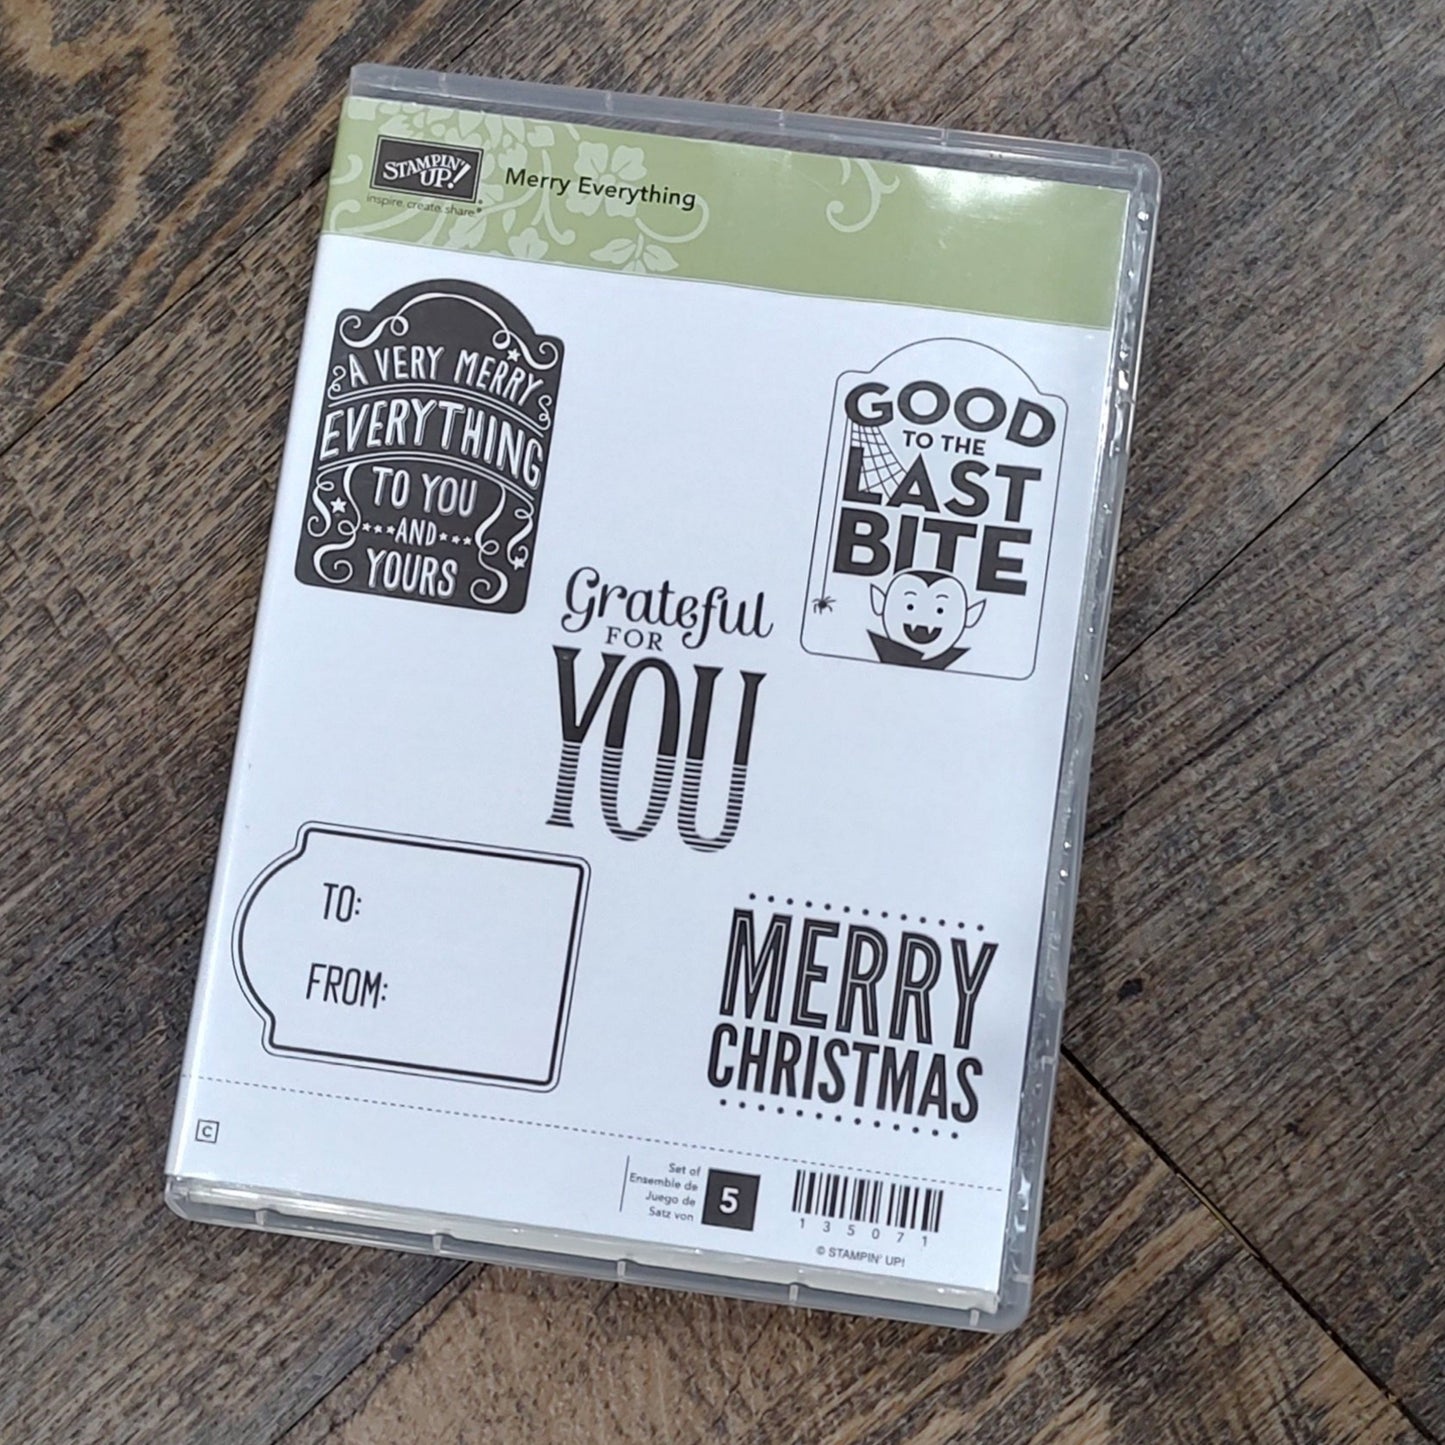 STAMPIN' UP!®
inspire. create. share.®
Merry Everything
A VERY MERRY
EVERYTHING
TO YOU
AND
YOURS
GOOD
TO THE
LAST
BITE
Grateful
FOR
YOU
TO:
FROM:
MERRY
CHRISTMAS
C
Set of
Ensemble de
Juego de
Satz von
5
135071
© STAMPIN' UP!